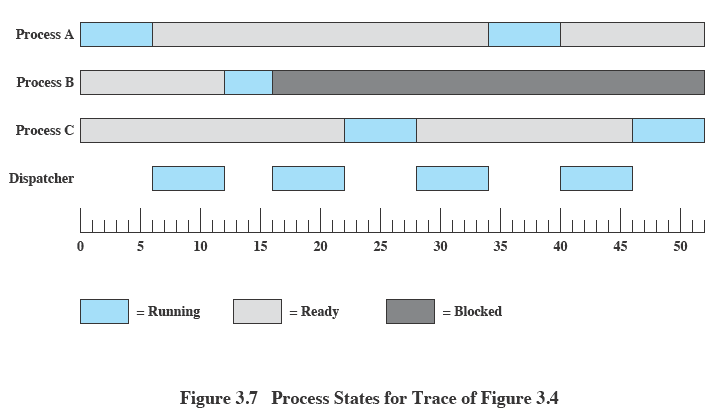 Process A
Process B
Process C
Dispatcher
0 5 10 15 20 25 30 35 40 45 50
= Running = Ready = Blocked
Figure 3.7 Process States for Trace of Figure 3.4